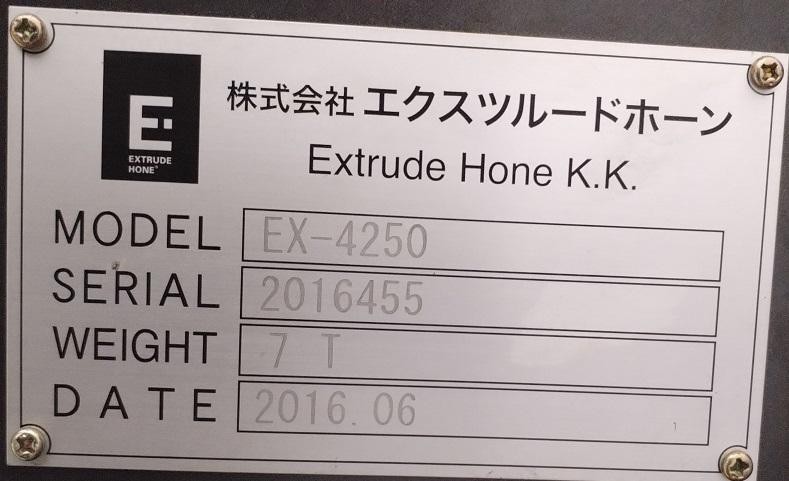 E
EXTRUDE
HONE
株式会社 エクスツルードホーン
Extrude Hone K.K.
MODEL EX-4250
SERIAL 2016455
WEIGHT 7 T
DATE 2016.06